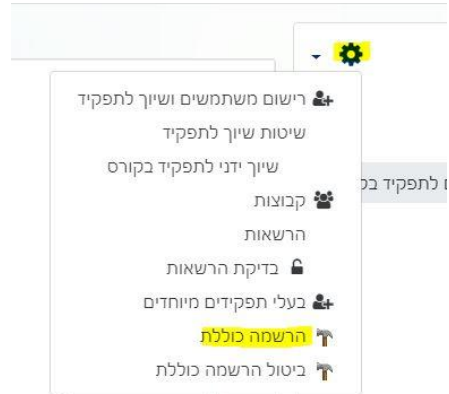 רישום משתמשים ושיוך לתפקיד
שיטות שיוך לתפקיד
שיוך ידני לתפקיד בקורס
קבוצות
הרשאות
בדיקת הרשאות
בעלי תפקידים מיוחדים
הרשמה כוללת
ביטול הרשמה כוללת
לתפקיד